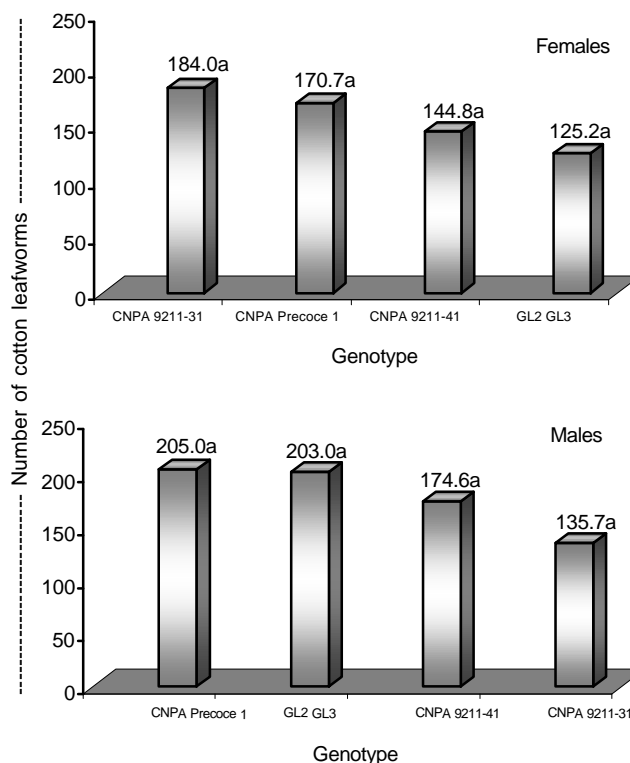 Number of cotton leafworms
Females
250
200
150
100
50
0
184.0a
170.7a
144.8a
125.2a
CNPA 9211-31
CNPA Precoce 1
CNPA 9211-41
GL2 GL3
Genotype
Males
250
200
150
100
50
0
205.0a
203.0a
174.6a
135.7a
CNPA Precoce 1
GL2 GL3
CNPA 9211-41
CNPA 9211-31
Genotype